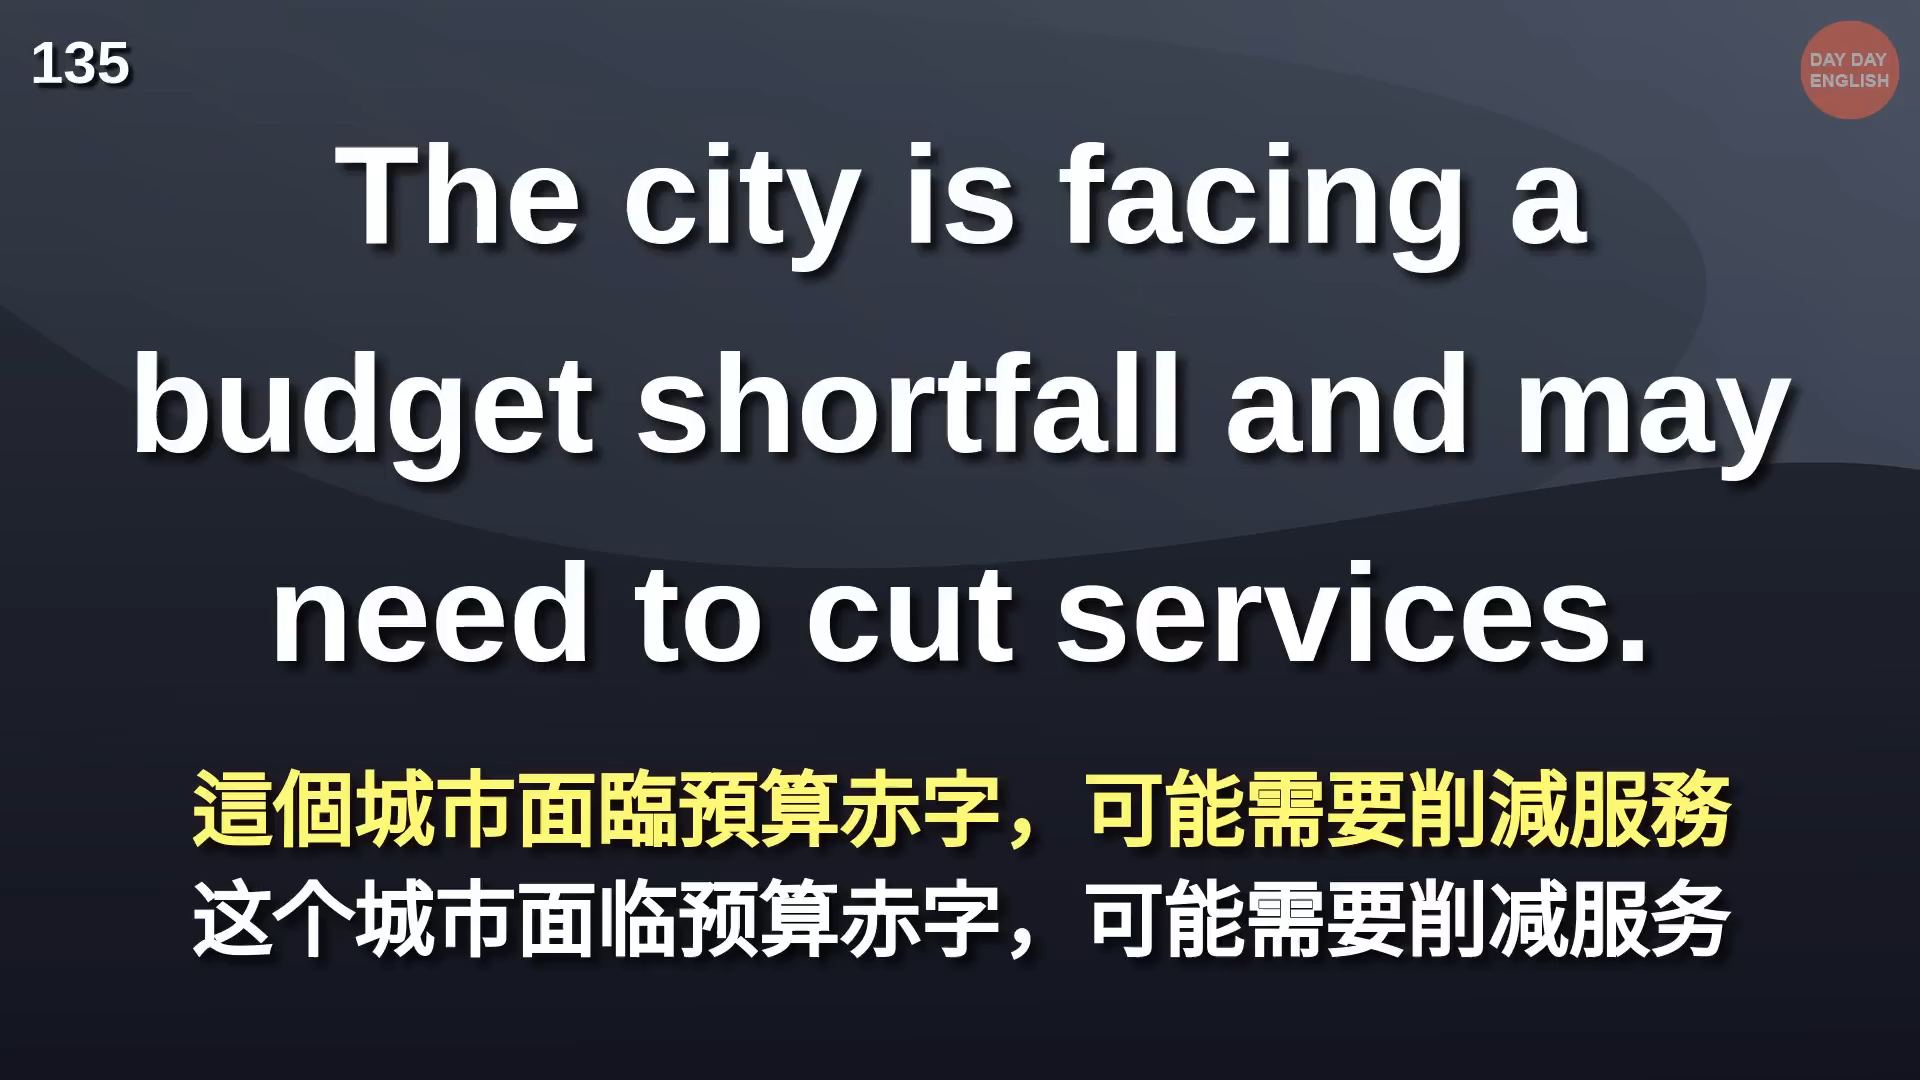 135
DAY DAY
ENGLISH
The city is facing a
budget shortfall and may
need to cut services.
這個城市面臨預算赤字，可能需要削減服務
这个城市面临预算赤字，可能需要削减服务